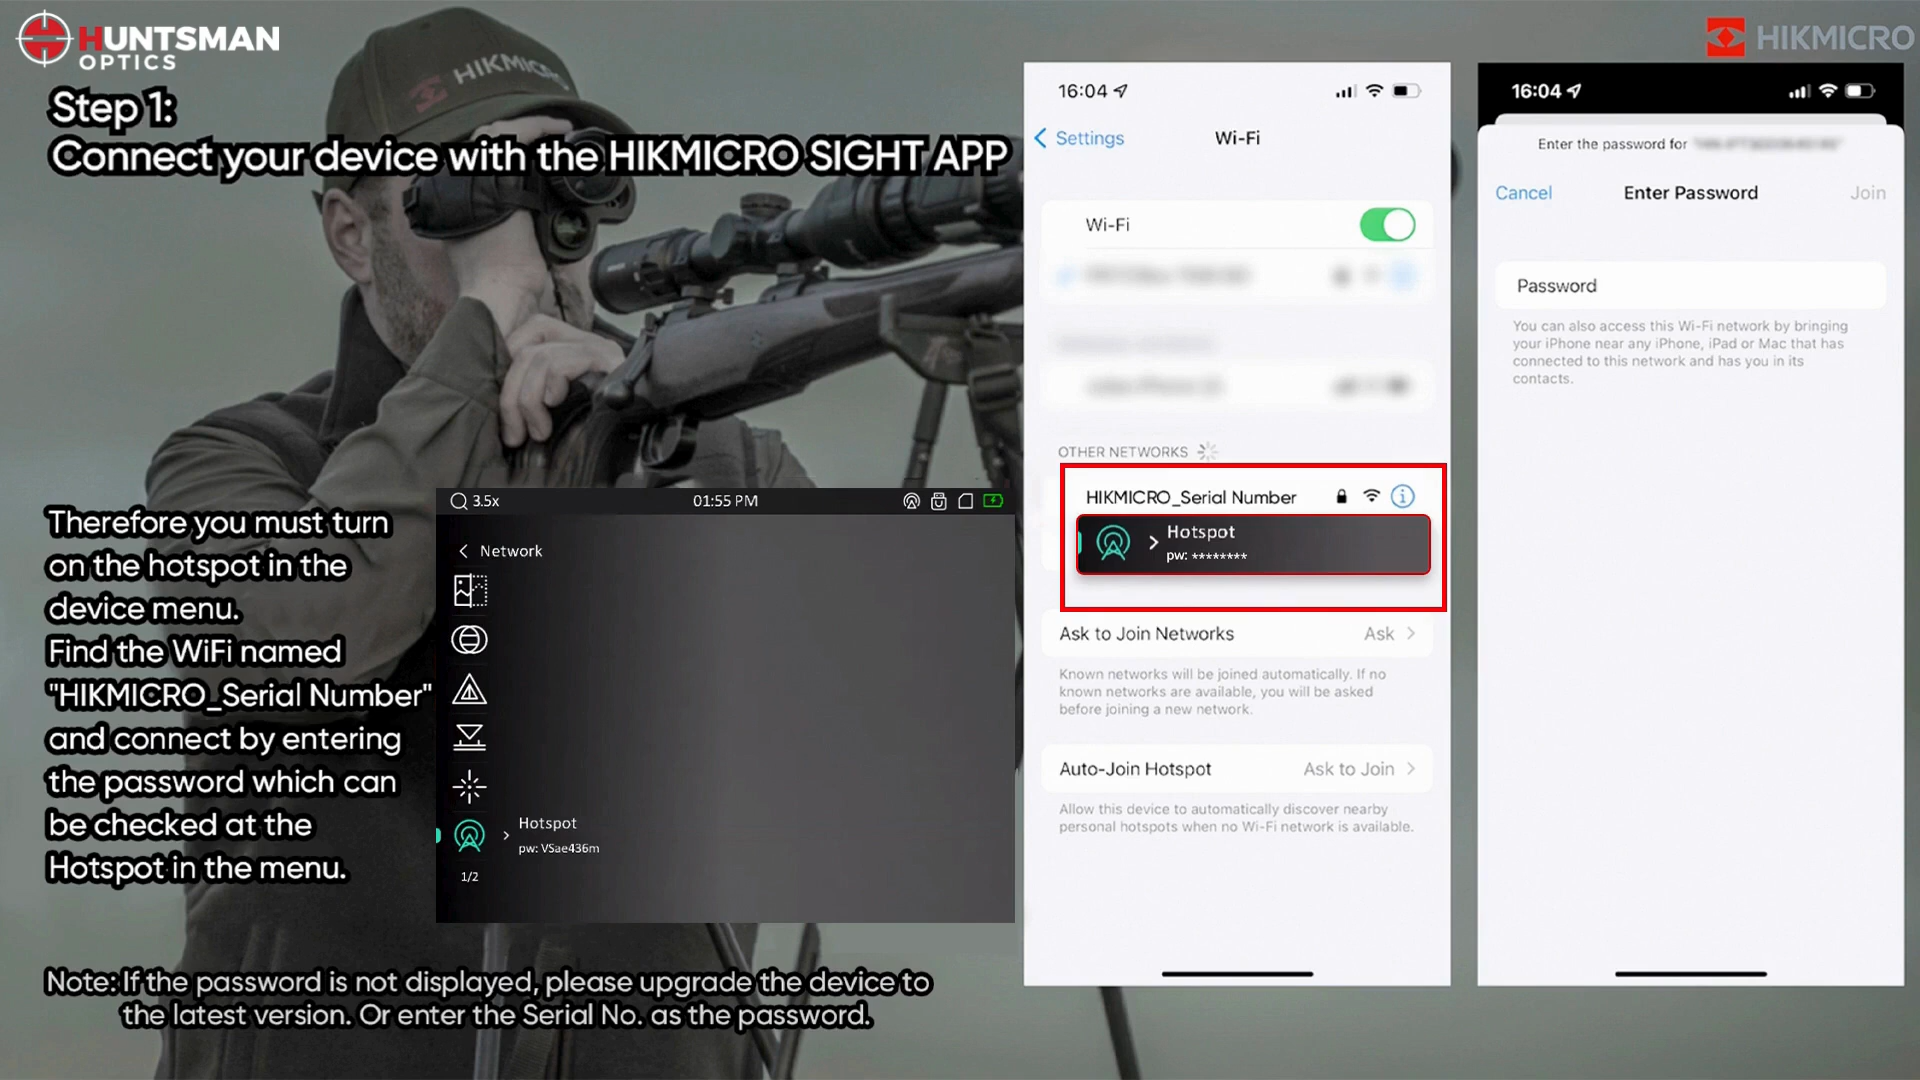 HUNTSMAN
OPTICS
HIKMICRO
HIKMICRO
Step 1:
Connect your device with the HIKMICRO SIGHT APP
Therefore you must turn
on the hotspot in the
device menu.
Find the WiFi named
"HIKMICRO_Serial Number"
and connect by entering
the password which can
be checked at the
Hotspot in the menu.
3.5x
01:55 PM
Network
Hotspot
pw: VSae436m
1/2
Note: If the password is not displayed, please upgrade the device to
the latest version. Or enter the Serial No. as the password.
16:04
Settings
Wi-Fi
Wi-Fi
OTHER NETWORKS
HIKMICRO_Serial Number
Hotspot
pw: ********
Ask to Join Networks
Ask
Known networks will be joined automatically. If no
known networks are available, you will be asked
before joining a new network.
Auto-Join Hotspot
Ask to Join
Allow this device to automatically discover nearby
personal hotspots when no Wi-Fi network is available.
16:04
Enter the password for
Cancel
Enter Password
Join
Password
You can also access this Wi-Fi network by bringing
your iPhone near any iPhone, iPad or Mac that has
connected to this network and has you in its
contacts.